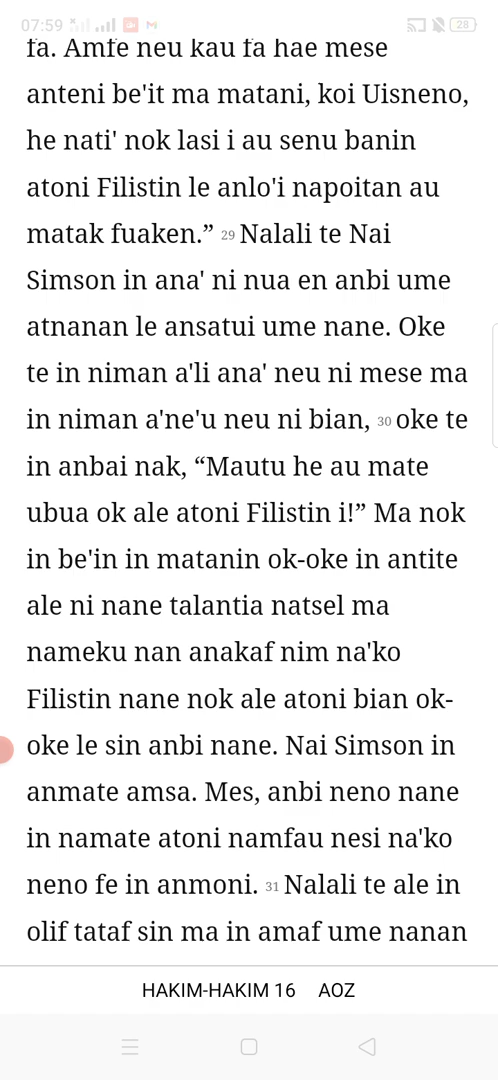 07:59
28
fa. Amfe neu kau fa hae mese
anteni be'it ma matani, koi Uisneno,
he nati' nok lasi i au senu banin
atoni Filistin le anlo'i napoitan au
matak fuaken.” 29 Nalali te Nai
Simson in ana' ni nua en anbi ume
atnanan le ansatui ume nane. Oke
te in niman a'li ana' neu ni mese ma
in niman a'ne'u neu ni bian, 30 oke te
in anbai nak, “Mautu he au mate
ubua ok ale atoni Filistin i!” Ma nok
in be'in in matanin ok-oke in antite
ale ni nane talantia natsel ma
nameku nan anakaf nim na'ko
Filistin nane nok ale atoni bian ok-
oke le sin anbi nane. Nai Simson in
anmate amsa. Mes, anbi neno nane
in namate atoni namfau nesi na'ko
neno fe in anmoni. 31 Nalali te ale in
olif tataf sin ma in amaf ume nanan
HAKIM-HAKIM 16 AOZ